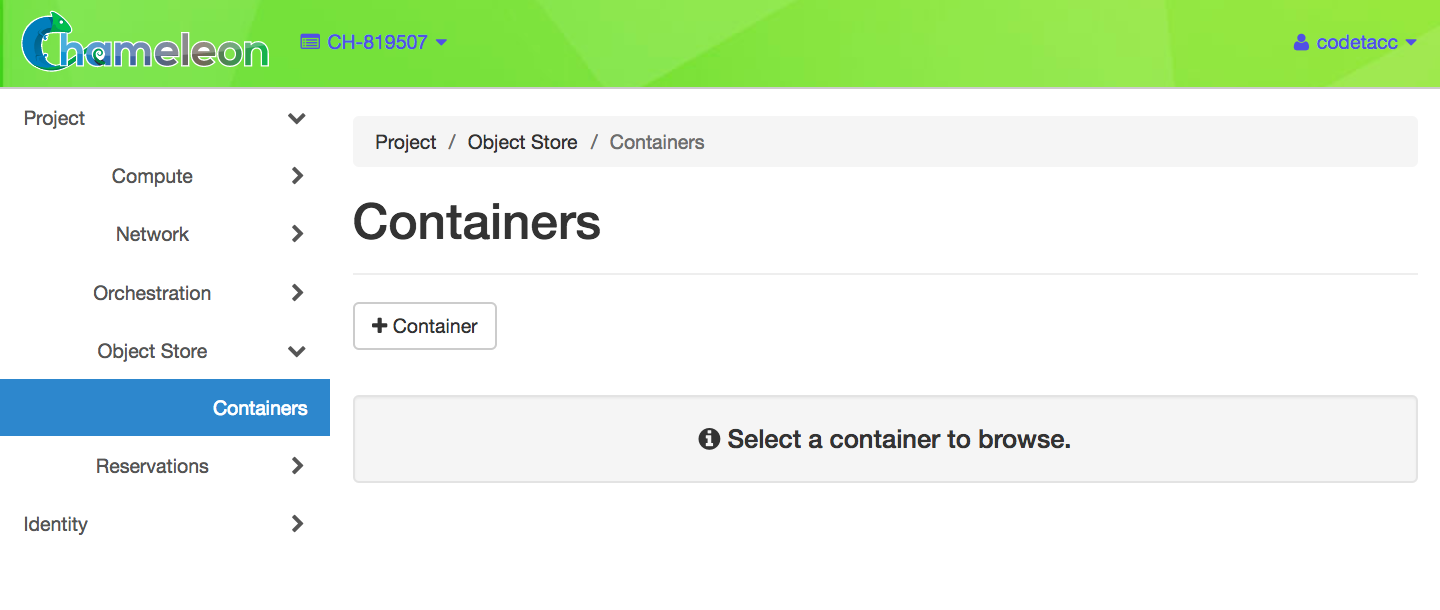 Chameleon
CH-819507
codetacc
Project
Compute
Network
Orchestration
Object Store
Containers
Reservations
Identity
Project / Object Store / Containers
Containers
+ Container
Select a container to browse.